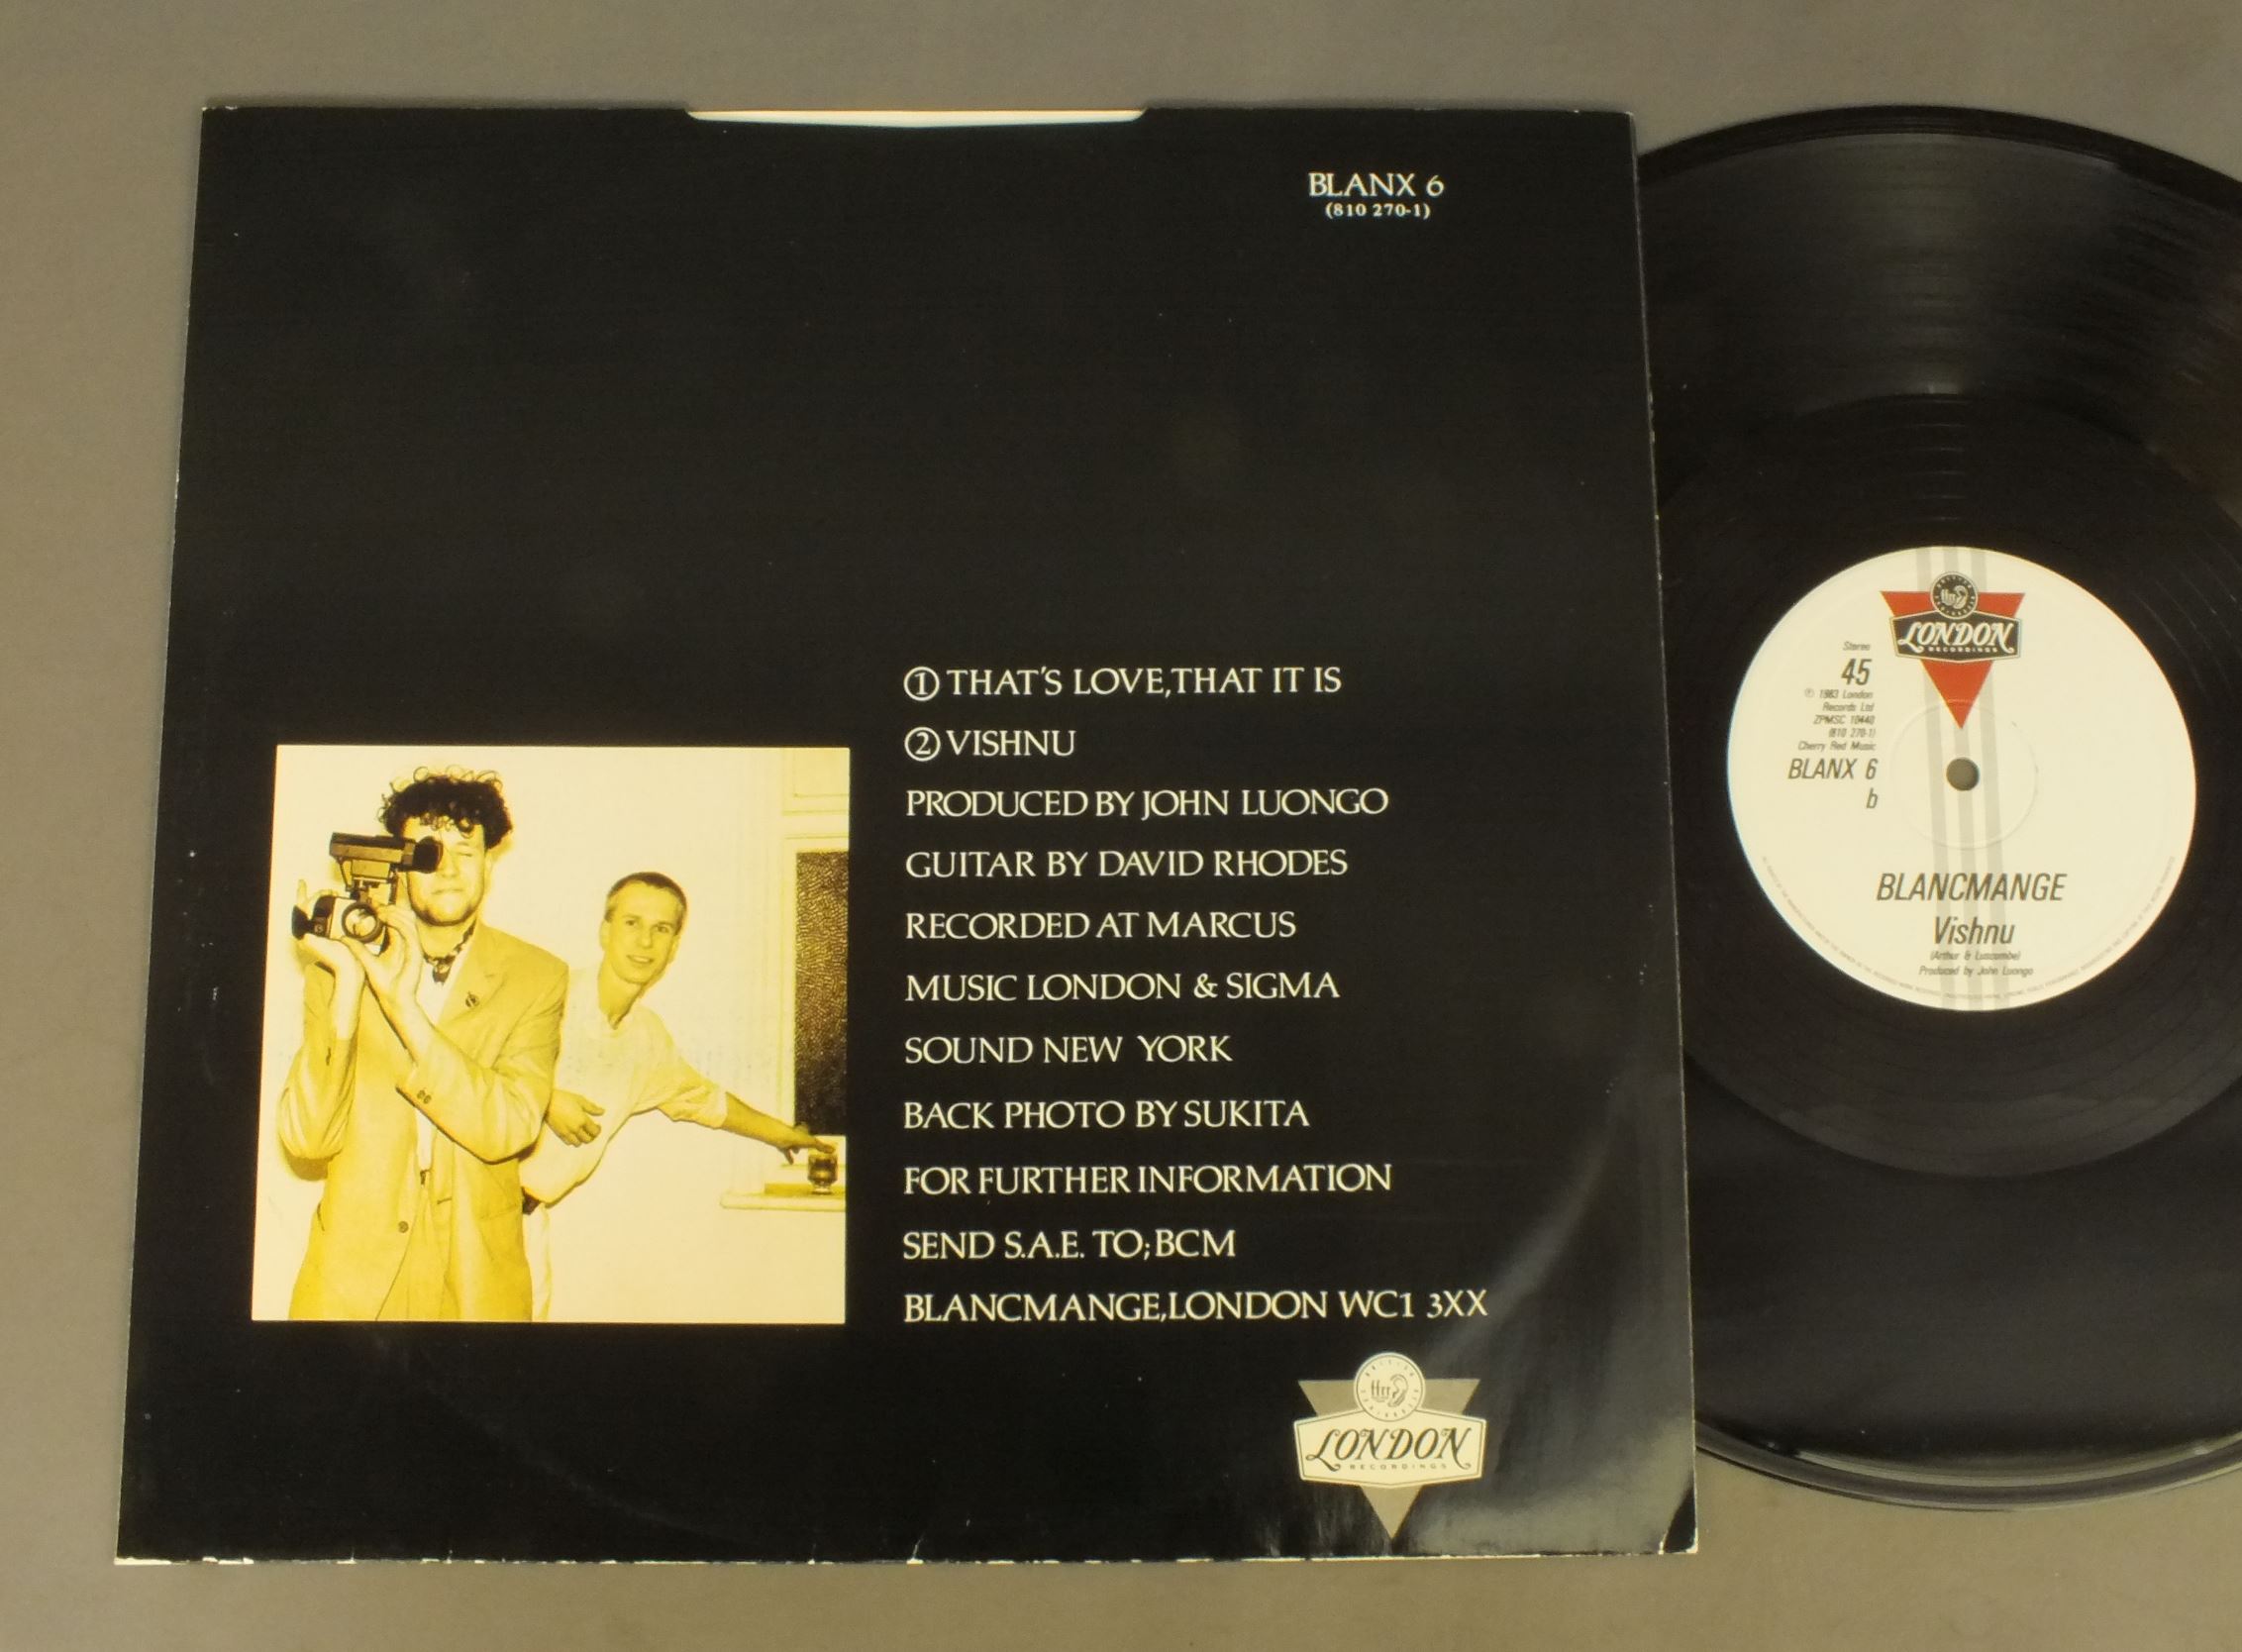 BLANX 6
(810 270-1)
① THAT'S LOVE,THAT IT IS
② VISHNU
PRODUCED BY JOHN LUONGO
GUITAR BY DAVID RHODES
RECORDED AT MARCUS
MUSIC LONDON & SIGMA
SOUND NEW YORK
BACK PHOTO BY SUKITA
FOR FURTHER INFORMATION
SEND S.A.E. TO; BCM
BLANCMANGE,LONDON WC1 3XX
LONDON
RECORDINGS
LONDON
RECORDINGS
Stereo
45
℗ 1983 London
Records Ltd
ZPMSC 10440
(810 270-1)
Cherry Red Music
BLANX 6
b
BLANCMANGE
Vishnu
(Arthur & Luscombe)
Produced by John Luongo